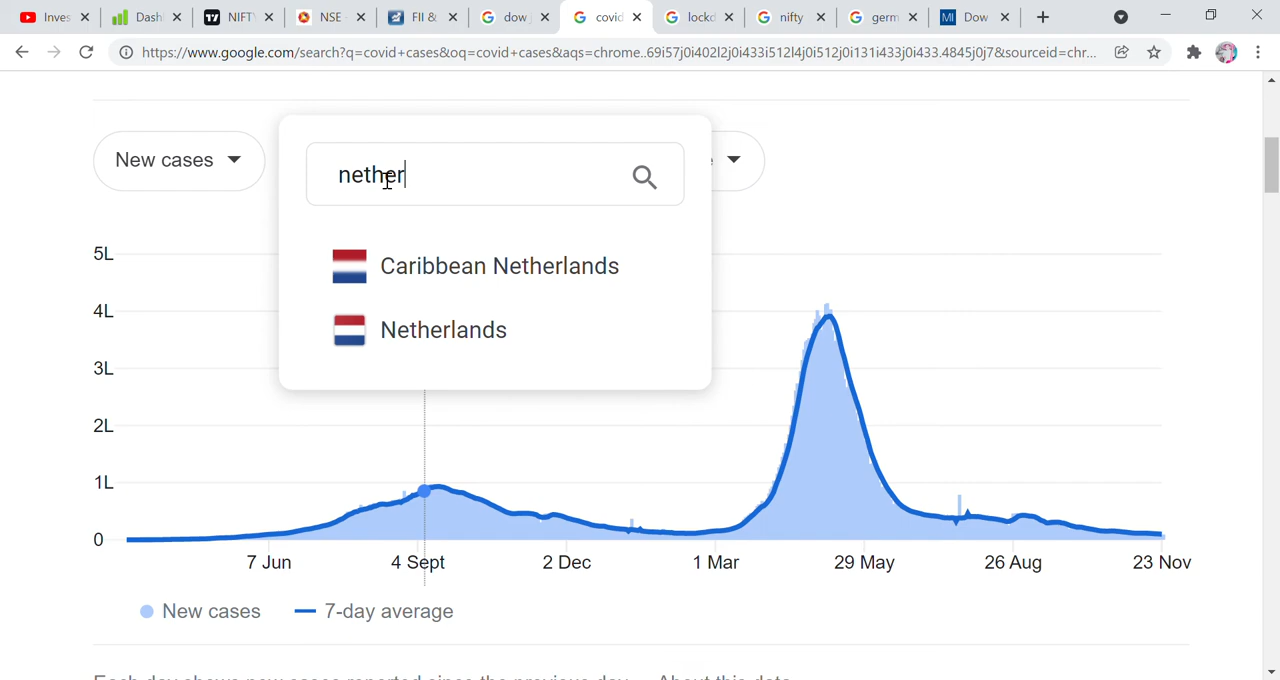 Inves
Dash
NIFTY
NSE
FII &
dow j
covid
lockd
nifty
germ
Dow
https://www.google.com/search?q=covid+cases&oq=covid+cases&aqs=chrome..69i57j0i402l2j0i433i512l4j0i512j0i131i433j0i433.4845j0j7&sourceid=chr...
New cases
nether
Caribbean Netherlands
Netherlands
5L
4L
3L
2L
1L
0
7 Jun
4 Sept
2 Dec
1 Mar
29 May
26 Aug
23 Nov
New cases
7-day average
Each day shows new cases reported since the previous day
About this data